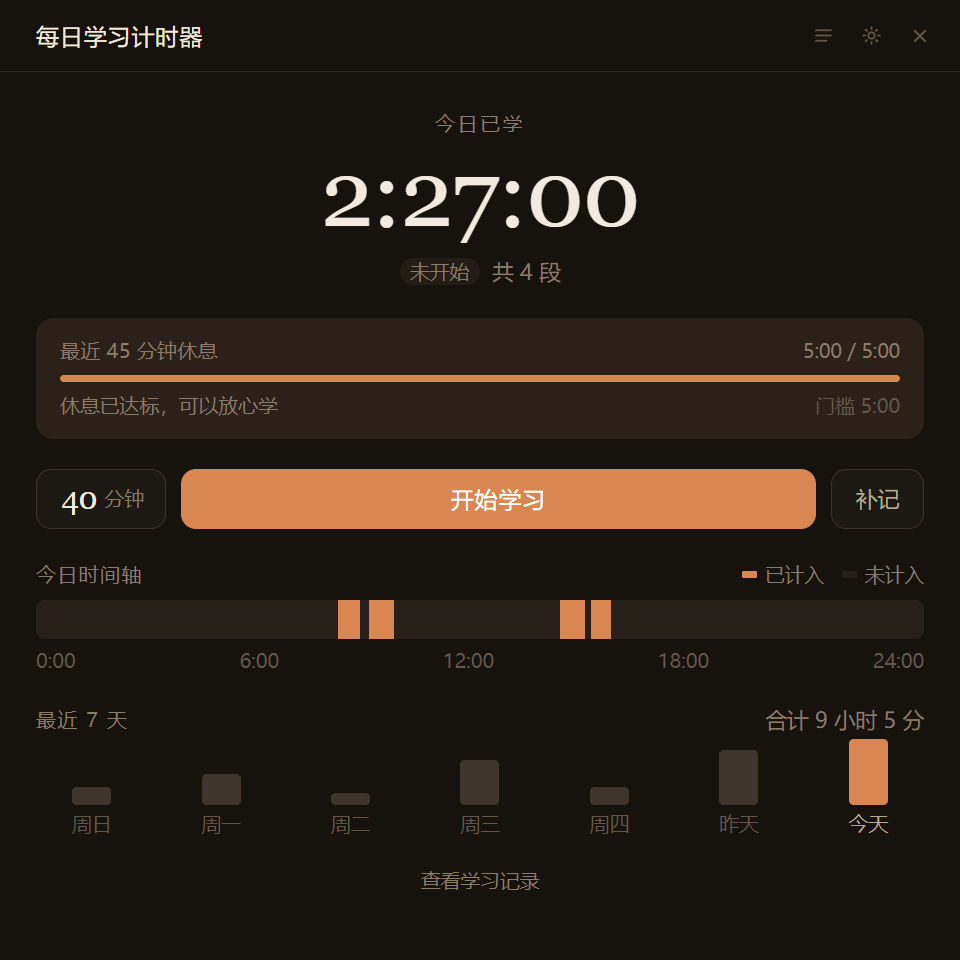 每日学习计时器
今日已学
2:27:00
未开始 共 4 段
最近 45 分钟休息 5:00 / 5:00
休息已达标，可以放心学 门槛 5:00
40 分钟 开始学习 补记
今日时间轴 已计入 未计入
0:00 6:00 12:00 18:00 24:00
最近 7 天 合计 9 小时 5 分
周日 周一 周二 周三 周四 昨天 今天
查看学习记录